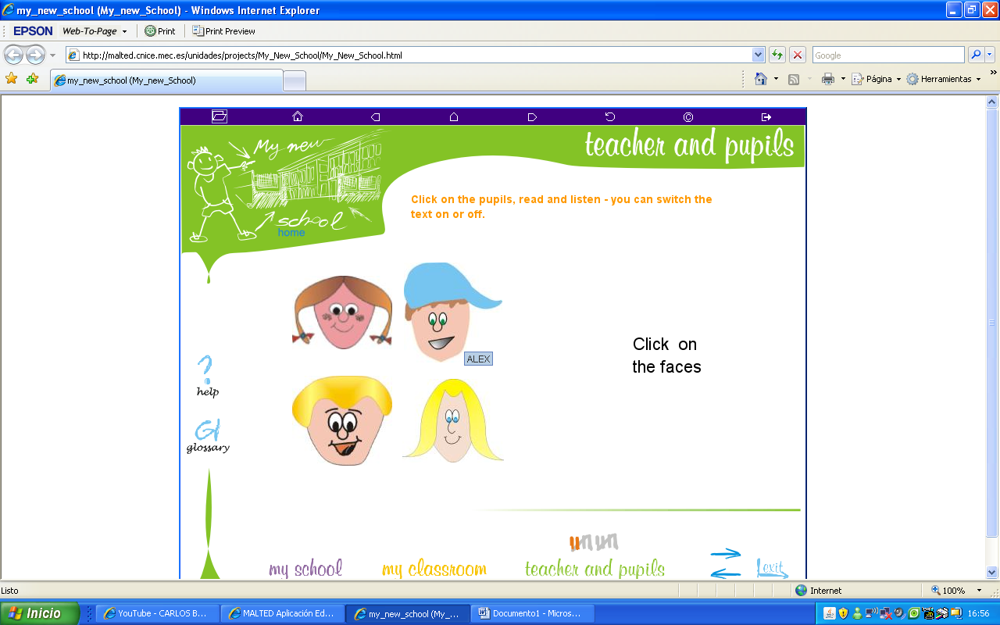 my_new_school (My_new_School) - Windows Internet Explorer
EPSON Web-To-Page Print Print Preview
http://malted.cnice.mec.es/unidades/projects/My_New_School/My_New_School.html
Google
my_new_school (My_new_School)
Página Herramientas
My new
school
home
teacher and pupils
Click on the pupils, read and listen - you can switch the
text on or off.
ALEX
Click on
the faces
help
glossary
my school my classroom teacher and pupils exit
Listo Internet 100%
Inicio YouTube - CARLOS B... MALTED Aplicación Ed... my_new_school (My_... Documento1 - Micros... 16:56